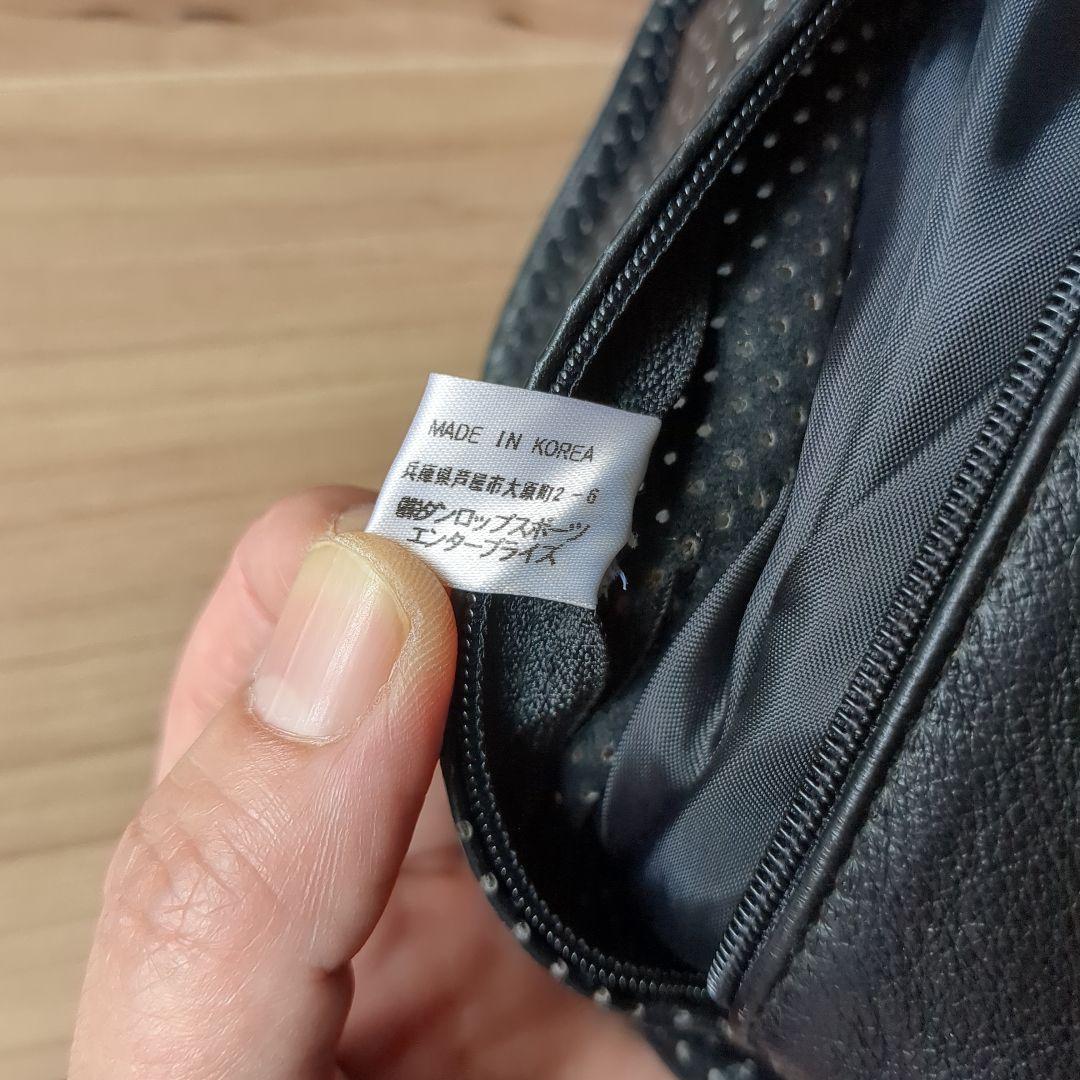 MADE IN KOREA
兵庫県芦屋市大原町2-6
㈱ダンロップスポーツ
エンタープライズ